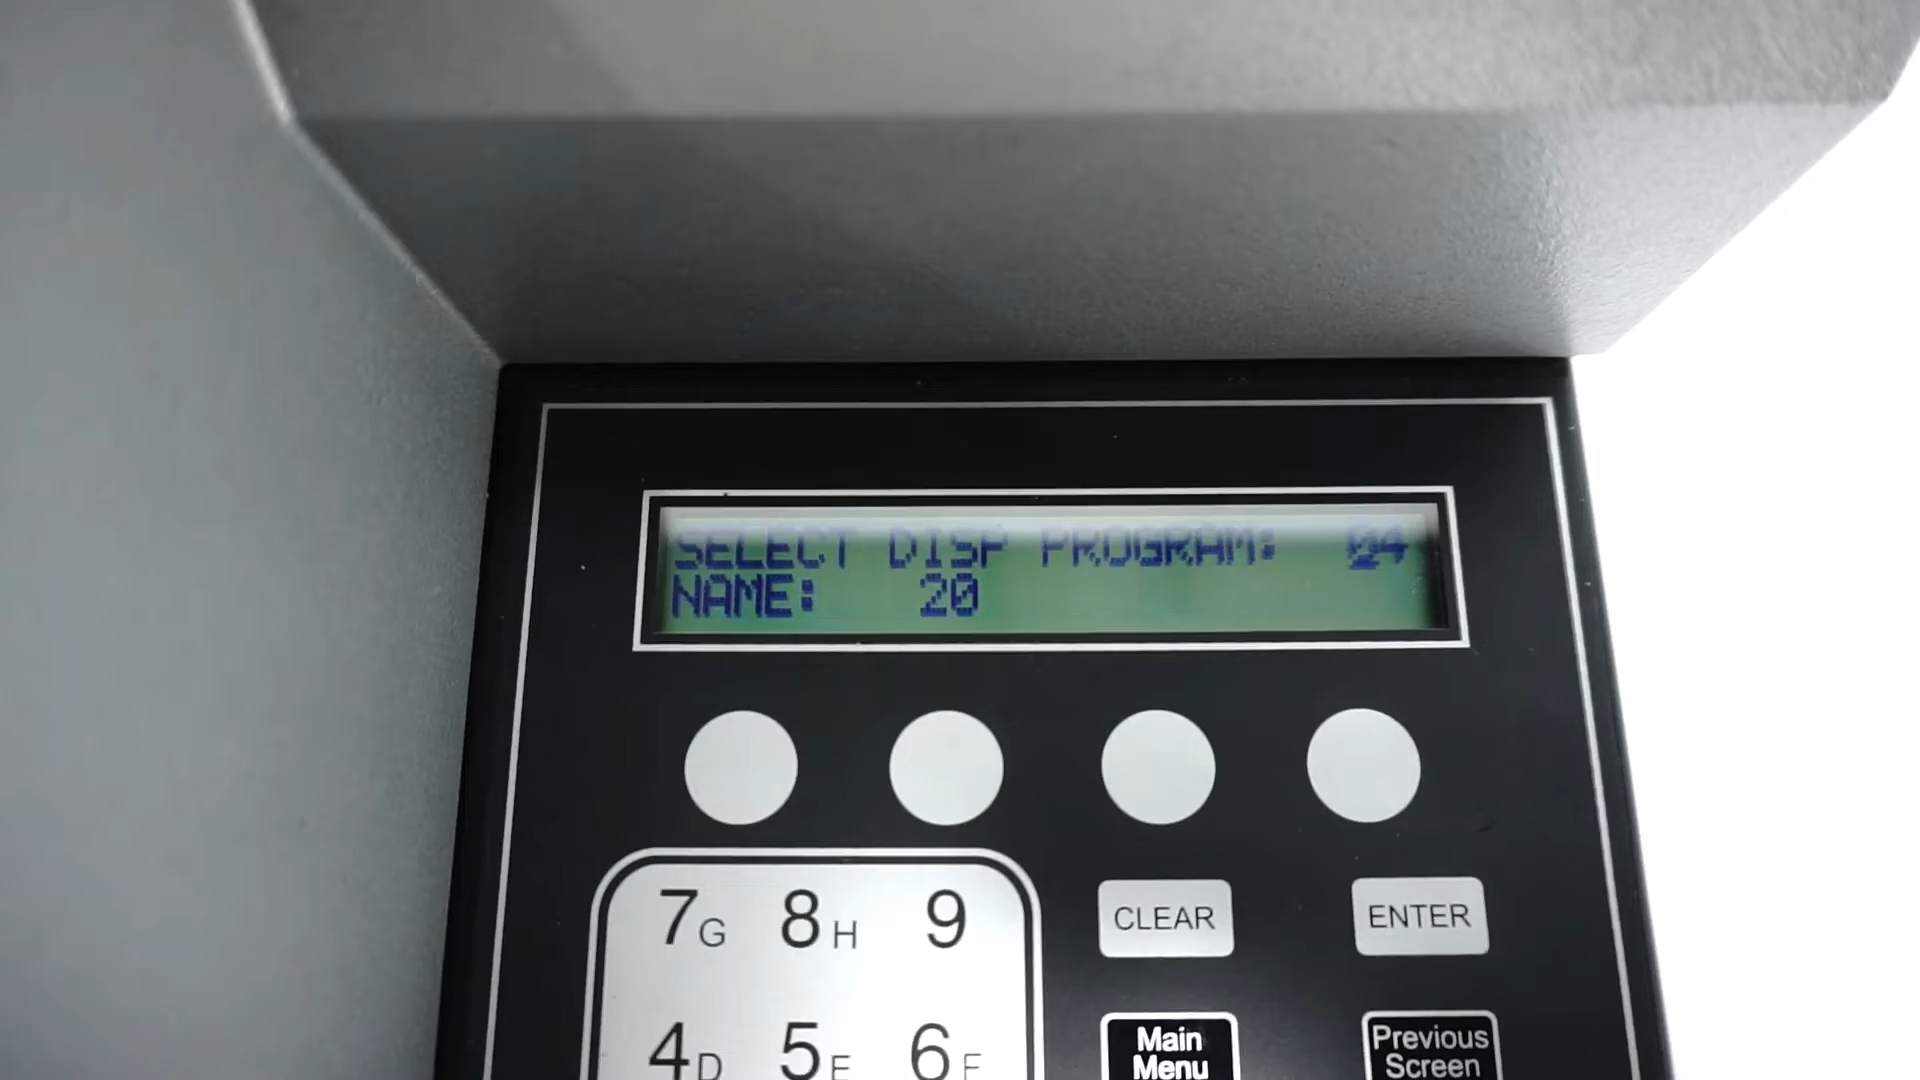 SELECT DISP PROGRAM: 04
NAME: 20
7G 8H 9
CLEAR
ENTER
4D 5E 6F
Main
Menu
Previous
Screen